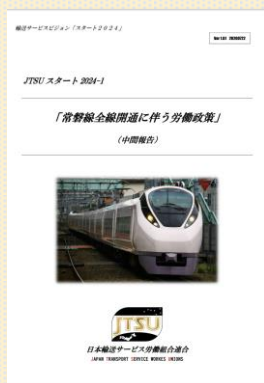 輸送サービスビジョン「スタート2024」
JTSU スタート 2024-1
「常磐線全線開通に伴う労働政策」
(中間報告)
JTSU
日本輸送サービス労働組合連合
JAPAN TRANSPORT SERVICE WORKES UNIONS